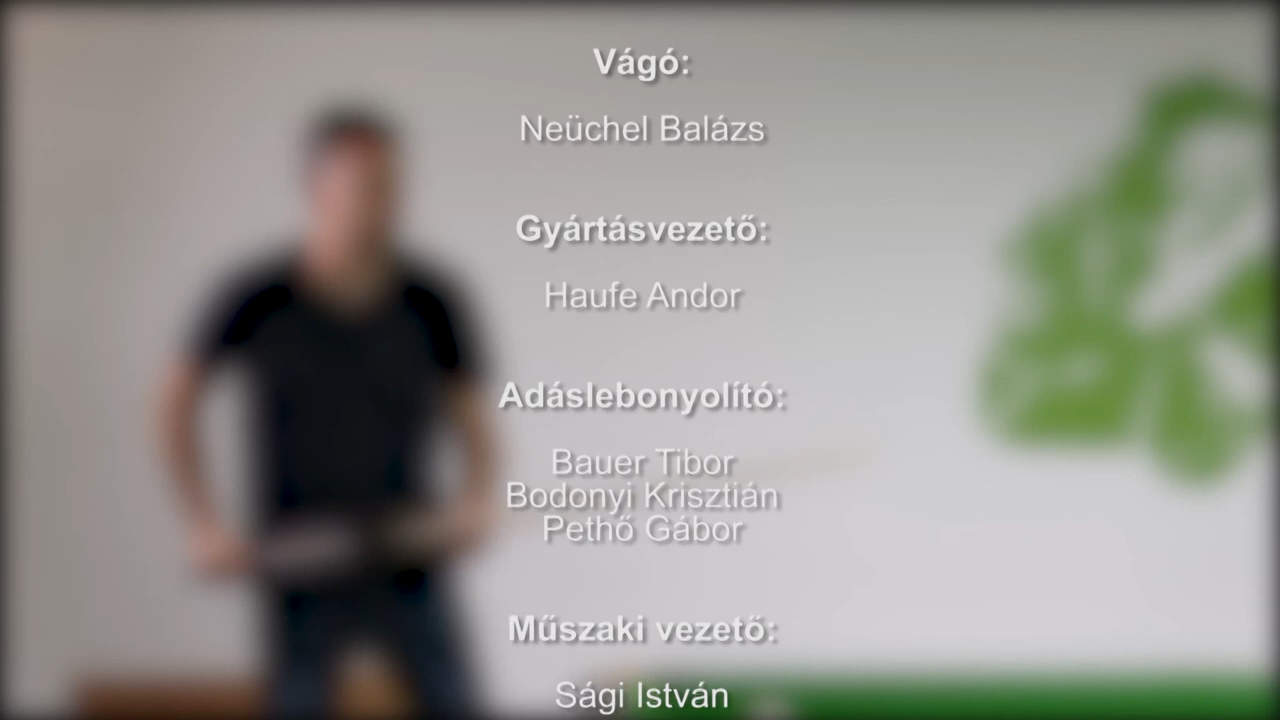 Vágó:
Neüchel Balázs
Gyártásvezető:
Haufe Andor
Adáslebonyolító:
Bauer Tibor
Bodonyi Krisztián
Pethő Gábor
Műszaki vezető:
Sági István